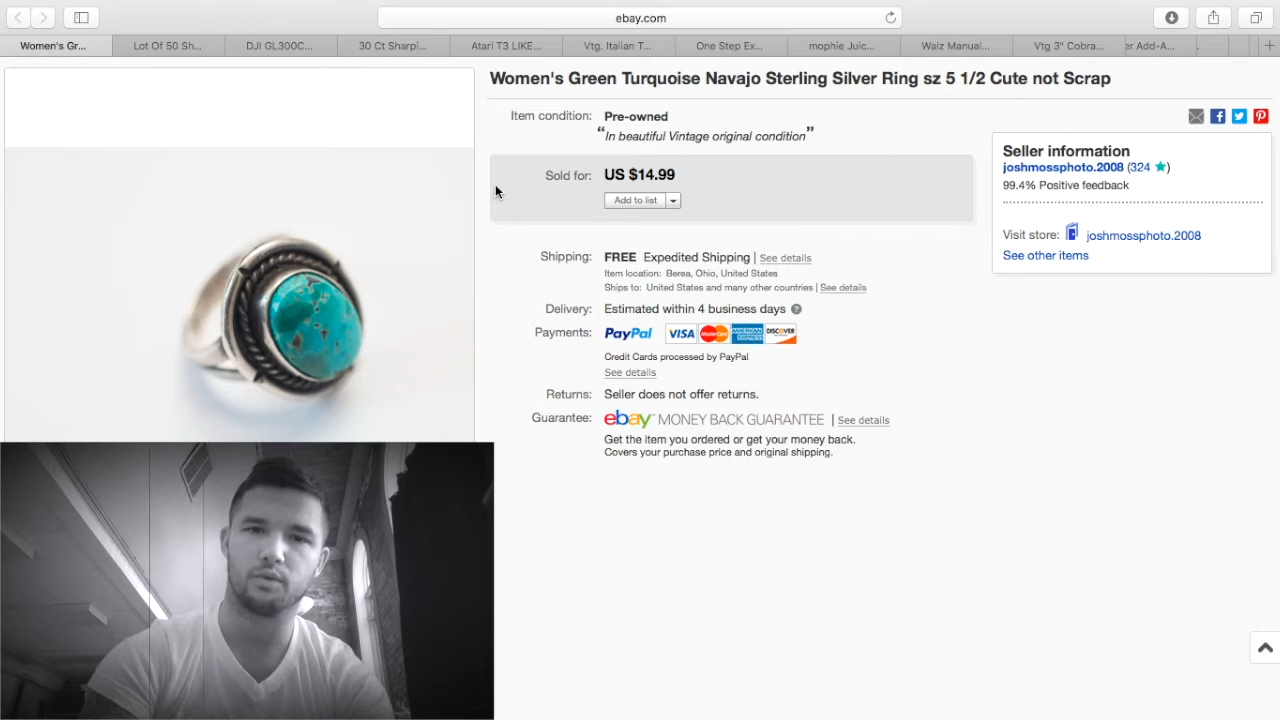 ebay.com
Women's Gr...
Lot Of 50 Sh...
DJI GL300C...
30 Ct Sharpi...
Atari T3 LIKE...
Vtg. Italian T...
One Step Ex...
mophie Juic...
Walz Manual...
Vtg 3" Cobra...
er Add-A...
Women's Green Turquoise Navajo Sterling Silver Ring sz 5 1/2 Cute not Scrap
Item condition: Pre-owned
“In beautiful Vintage original condition”
Sold for: US $14.99
Add to list
Shipping: FREE Expedited Shipping | See details
Item location: Berea, Ohio, United States
Ships to: United States and many other countries | See details
Delivery: Estimated within 4 business days ?
Payments: PayPal VISA MasterCard AMERICAN EXPRESS DISCOVER
Credit Cards processed by PayPal
See details
Returns: Seller does not offer returns.
Guarantee: ebay™ MONEY BACK GUARANTEE | See details
Get the item you ordered or get your money back.
Covers your purchase price and original shipping.
Seller information
joshmossphoto.2008 (324 ★)
99.4% Positive feedback
Visit store: joshmossphoto.2008
See other items